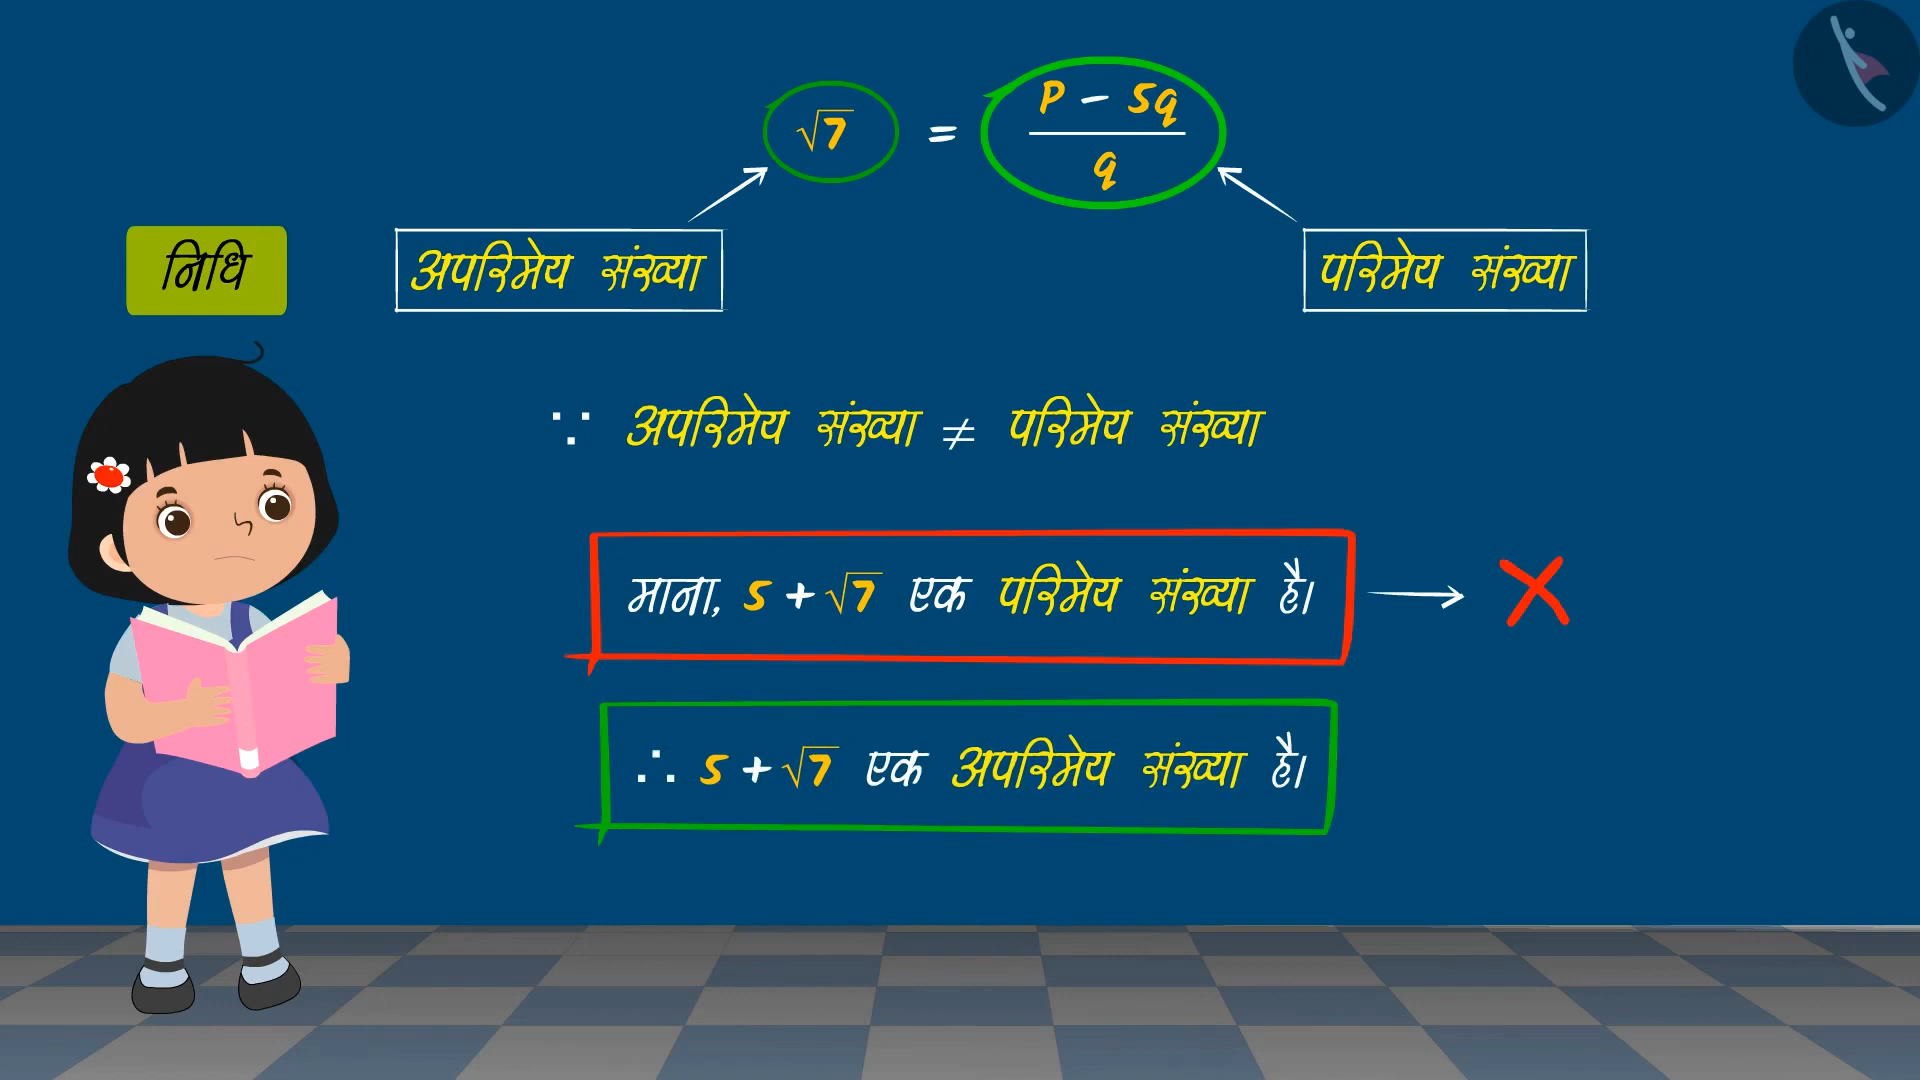 √7 = (P - 5q)/q
निधि
अपरिमेय संख्या
परिमेय संख्या
∵ अपरिमेय संख्या ≠ परिमेय संख्या
माना, 5 + √7 एक परिमेय संख्या है।
∴ 5 + √7 एक अपरिमेय संख्या है।